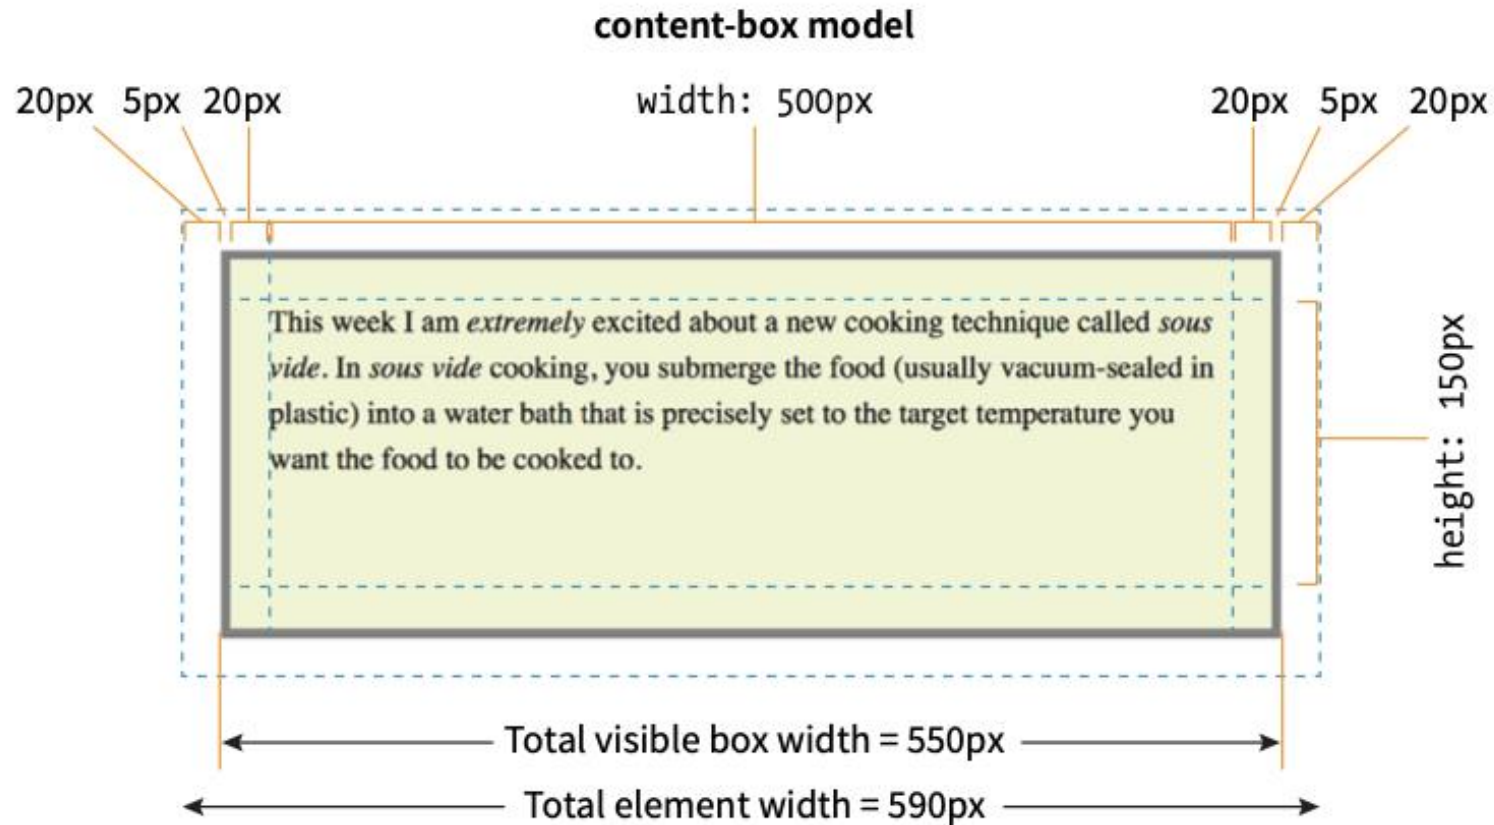 content-box model
20px 5px 20px width: 500px 20px 5px 20px
This week I am extremely excited about a new cooking technique called sous
vide. In sous vide cooking, you submerge the food (usually vacuum-sealed in
plastic) into a water bath that is precisely set to the target temperature you
want the food to be cooked to.
height: 150px
Total visible box width = 550px
Total element width = 590px